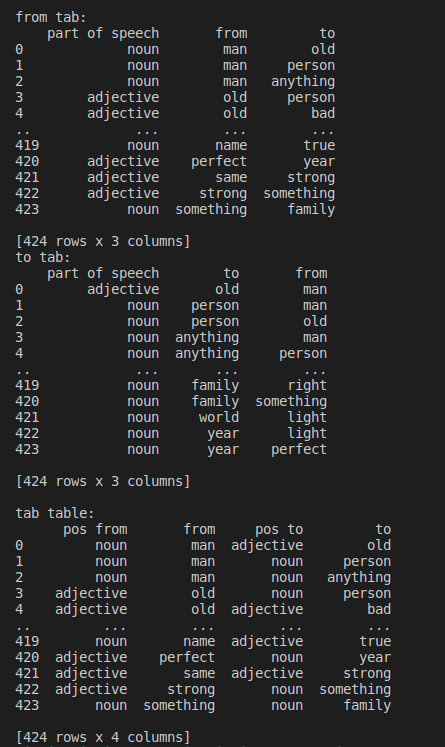 from tab:
    part of speech       from         to
0             noun        man        old
1             noun        man     person
2             noun        man   anything
3        adjective        old     person
4        adjective        old        bad
..             ...        ...        ...
419           noun       name       true
420      adjective    perfect       year
421      adjective       same     strong
422      adjective     strong  something
423           noun  something     family

[424 rows x 3 columns]
to tab:
    part of speech        to       from
0        adjective       old        man
1             noun    person        man
2             noun    person        old
3             noun  anything        man
4             noun  anything     person
..             ...       ...        ...
419           noun    family      right
420           noun    family  something
421           noun     world      light
422           noun      year      light
423           noun      year    perfect

[424 rows x 3 columns]

tab table:
      pos from       from     pos to         to
0         noun        man  adjective        old
1         noun        man       noun     person
2         noun        man       noun   anything
3    adjective        old       noun     person
4    adjective        old  adjective        bad
..         ...        ...        ...        ...
419       noun       name  adjective       true
420  adjective    perfect       noun       year
421  adjective       same  adjective     strong
422  adjective     strong       noun  something
423       noun  something       noun     family

[424 rows x 4 columns]